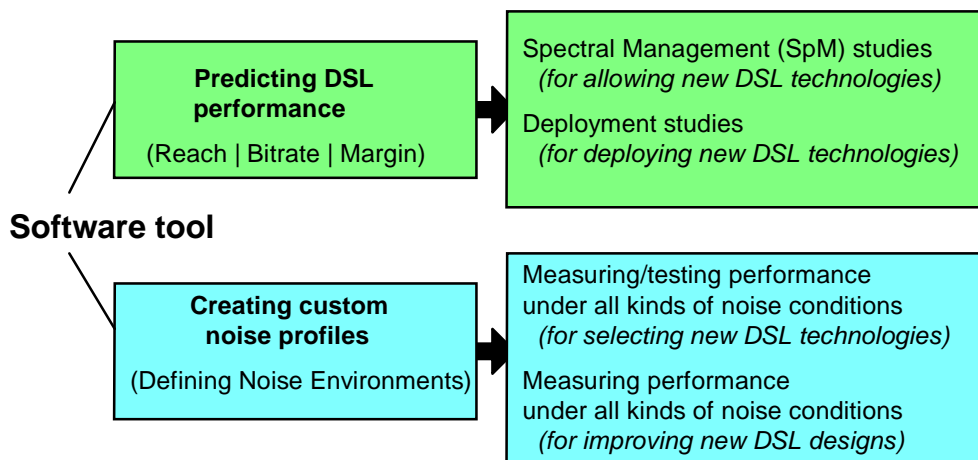 Software tool
Predicting DSL
performance
(Reach | Bitrate | Margin)
Spectral Management (SpM) studies
(for allowing new DSL technologies)
Deployment studies
(for deploying new DSL technologies)
Creating custom
noise profiles
(Defining Noise Environments)
Measuring/testing performance
under all kinds of noise conditions
(for selecting new DSL technologies)
Measuring performance
under all kinds of noise conditions
(for improving new DSL designs)